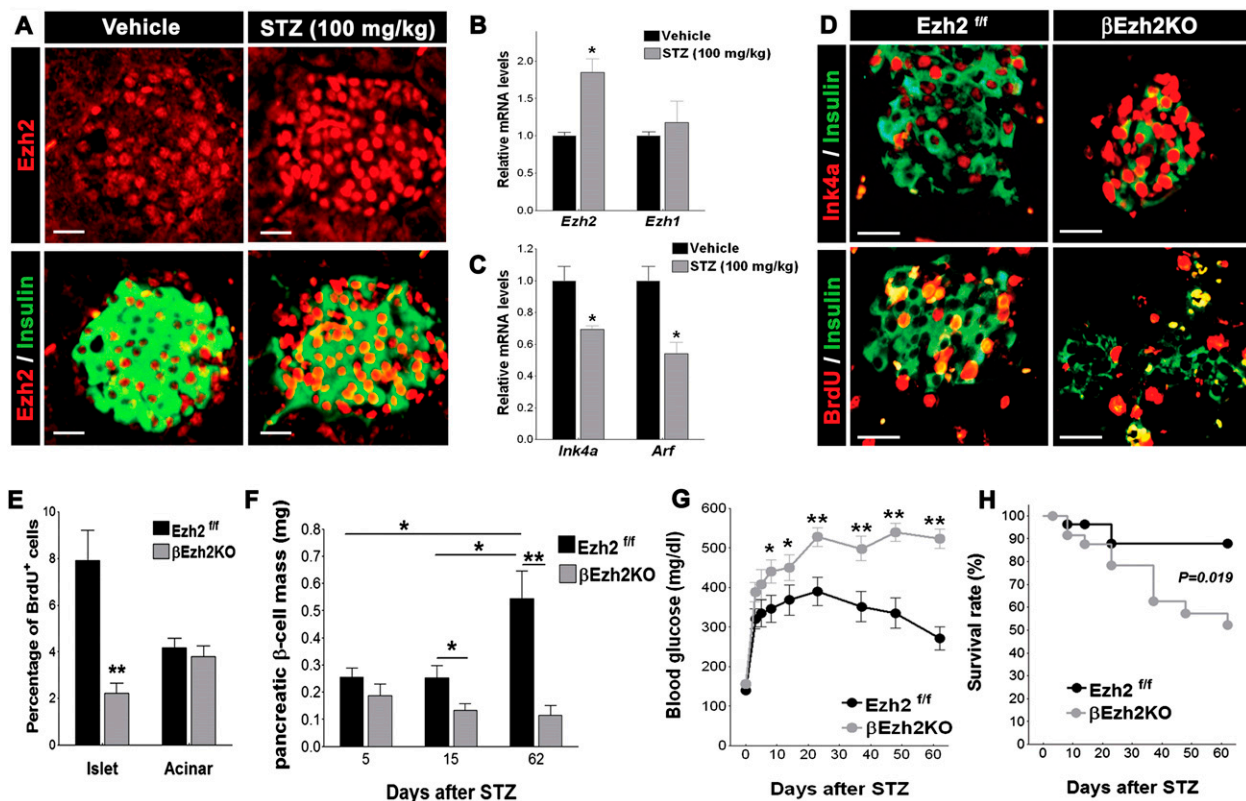 A
Vehicle
STZ (100 mg/kg)
Ezh2
Ezh2 / Insulin
B
Vehicle
STZ (100 mg/kg)
Relative mRNA levels
2.0
1.5
1.0
0.5
0.0
Ezh2
Ezh1
*
C
Vehicle
STZ (100 mg/kg)
Relative mRNA levels
1.2
1.0
0.8
0.6
0.4
0.2
0.0
Ink4a
Arf
*
*
D
Ezh2 f/f
βEzh2KO
Ink4a / Insulin
BrdU / Insulin
E
Percentage of BrdU+ cells
10
9
8
7
6
5
4
3
2
1
0
Ezh2 f/f
βEzh2KO
**
Islet
Acinar
F
pancreatic β-cell mass (mg)
0.8
0.7
0.6
0.5
0.4
0.3
0.2
0.1
0.0
*
*
**
*
Ezh2 f/f
βEzh2KO
5
15
62
Days after STZ
G
Blood glucose (mg/dl)
600
500
400
300
200
100
* * ** ** ** **
Ezh2 f/f
βEzh2KO
0 10 20 30 40 50 60
Days after STZ
H
Survival rate (%)
100
90
80
70
60
50
40
30
20
10
0
P=0.019
Ezh2 f/f
βEzh2KO
0 10 20 30 40 50 60
Days after STZ